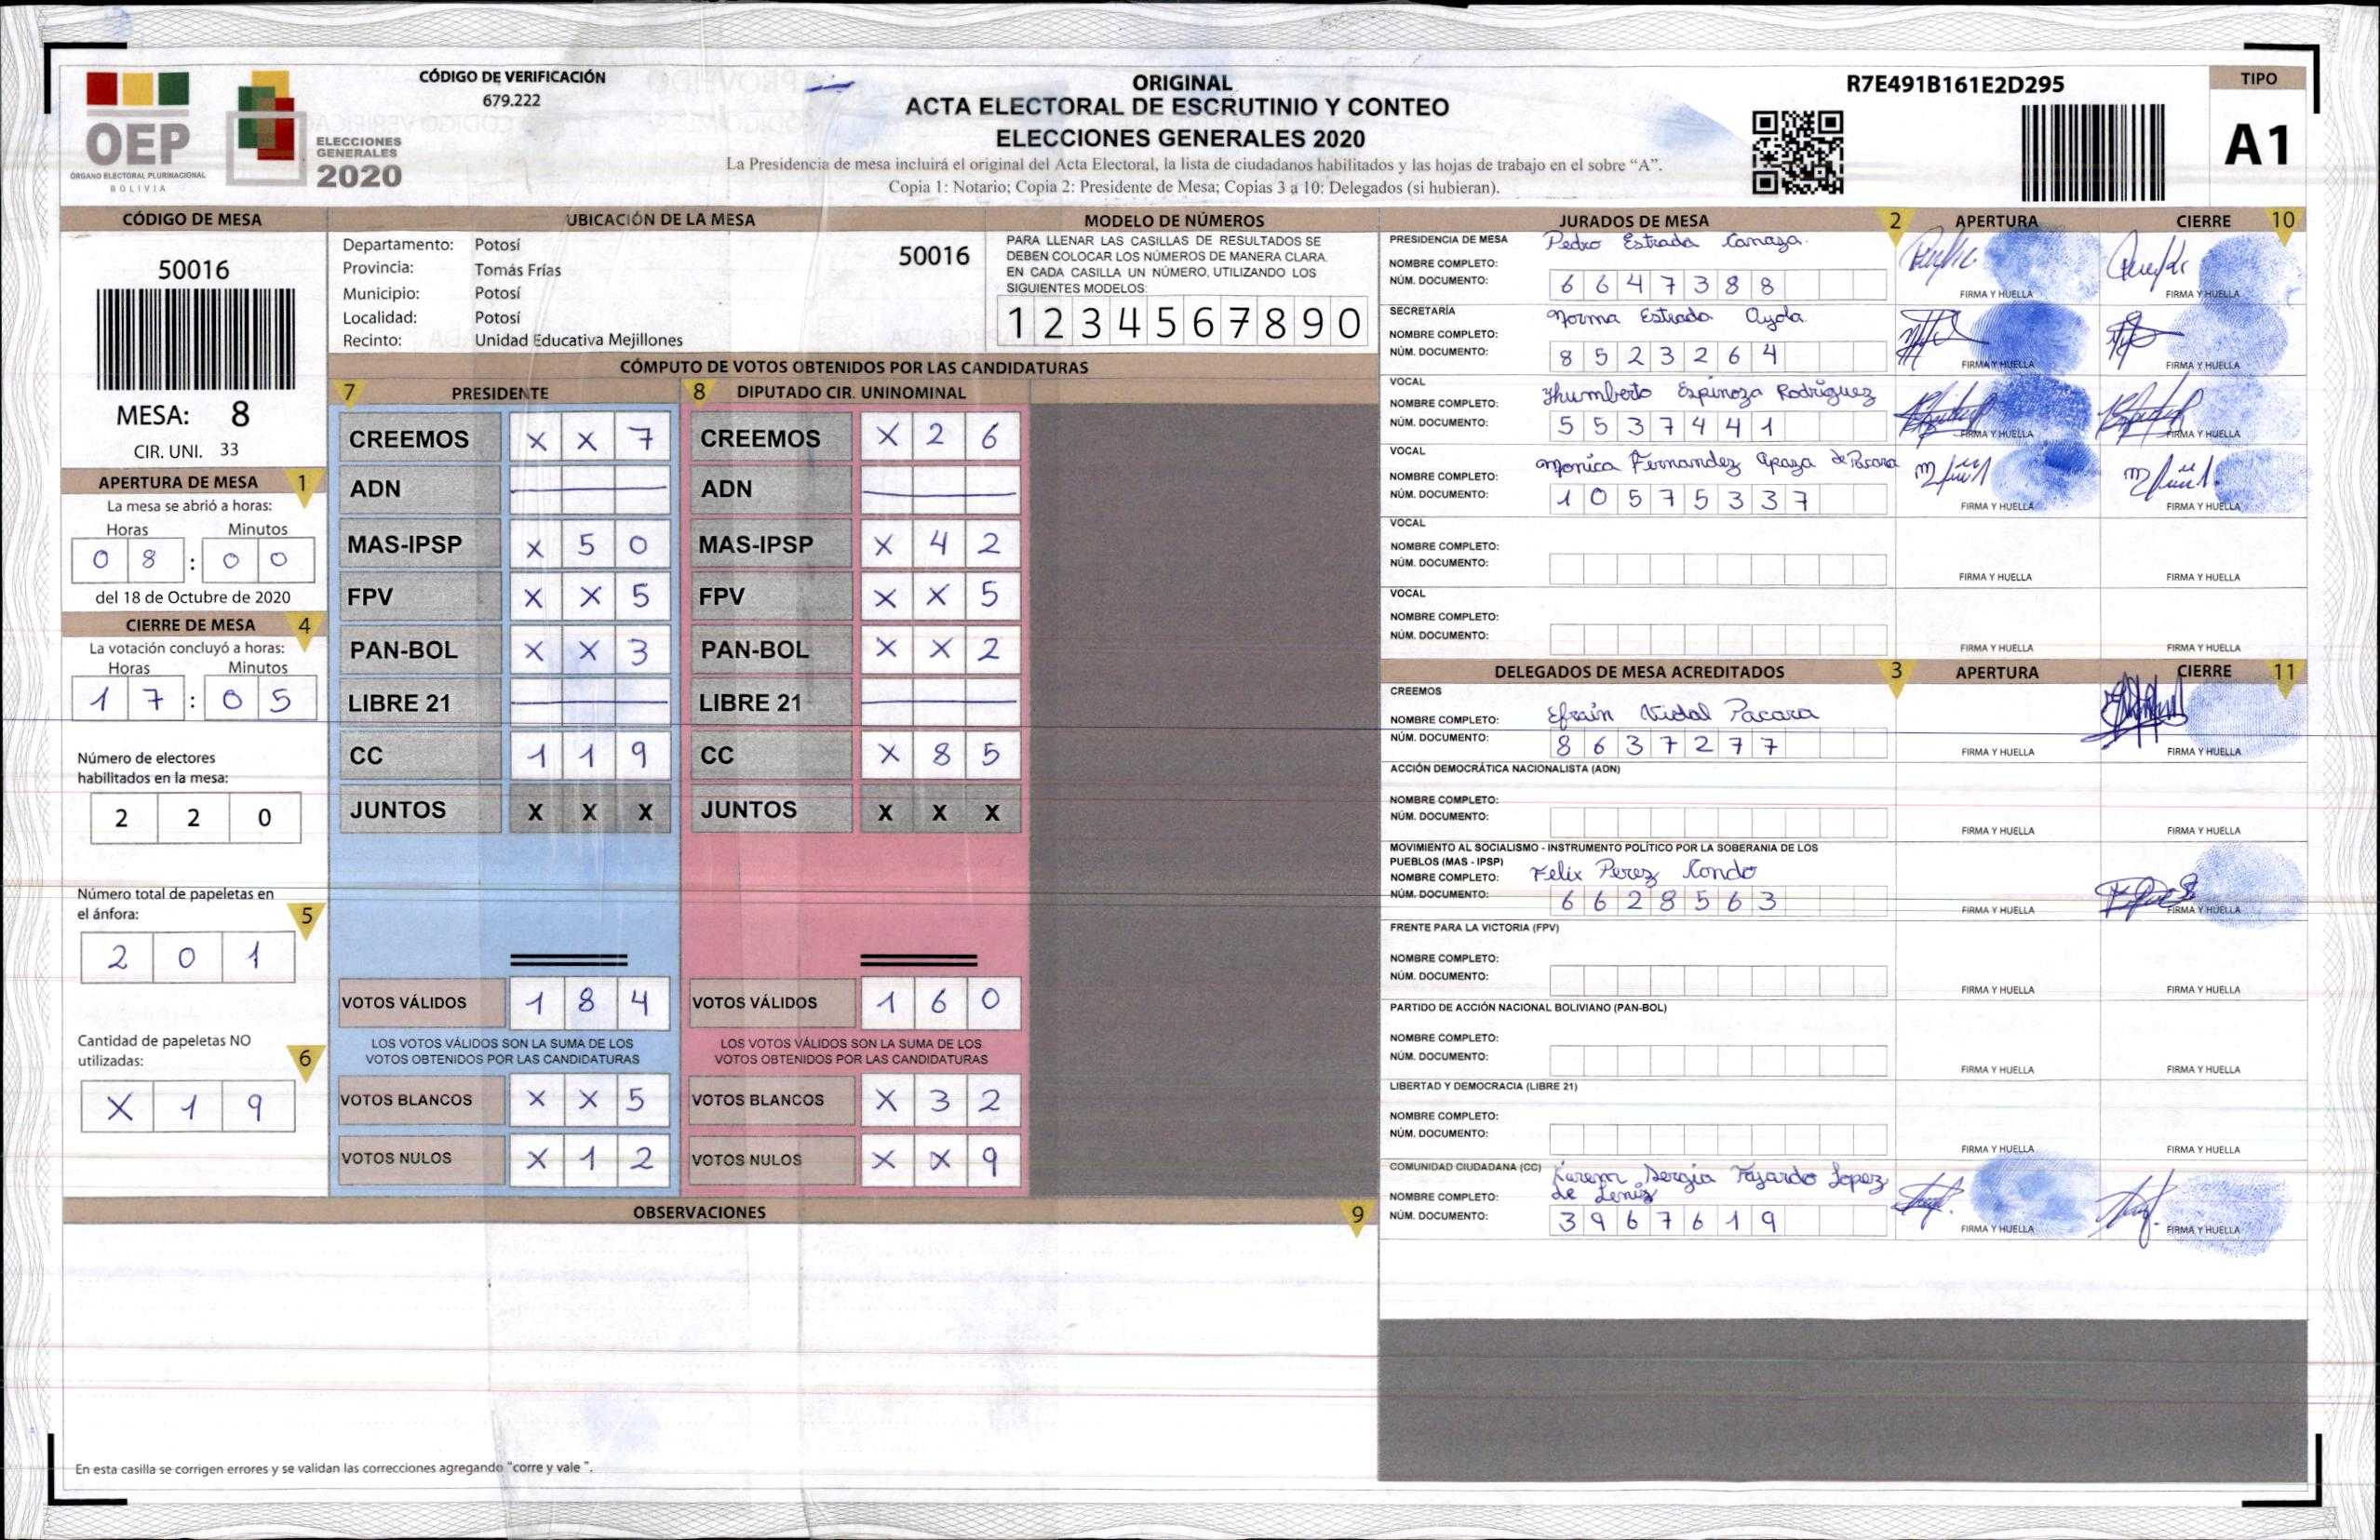 OEP
ÓRGANO ELECTORAL PLURINACIONAL
BOLIVIA
ELECCIONES
GENERALES
2020
CÓDIGO DE VERIFICACIÓN
679.222
ORIGINAL
ACTA ELECTORAL DE ESCRUTINIO Y CONTEO
ELECCIONES GENERALES 2020
La Presidencia de mesa incluirá el original del Acta Electoral, la lista de ciudadanos habilitados y las hojas de trabajo en el sobre “A”.
Copia 1: Notario; Copia 2: Presidente de Mesa; Copias 3 a 10: Delegados (si hubieran).
R7E491B161E2D295
TIPO
A1
CÓDIGO DE MESA
50016
MESA: 8
CIR. UNI. 33
APERTURA DE MESA 1
La mesa se abrió a horas:
Horas Minutos
0 8 : 0 0
del 18 de Octubre de 2020
CIERRE DE MESA 4
La votación concluyó a horas:
Horas Minutos
1 7 : 0 5
Número de electores
habilitados en la mesa:
2 2 0
Número total de papeletas en
el ánfora: 5
2 0 1
Cantidad de papeletas NO
utilizadas: 6
X 1 9
UBICACIÓN DE LA MESA
Departamento: Potosí
50016
Provincia: Tomás Frías
Municipio: Potosí
Localidad: Potosí
Recinto: Unidad Educativa Mejillones
MODELO DE NÚMEROS
PARA LLENAR LAS CASILLAS DE RESULTADOS SE
DEBEN COLOCAR LOS NÚMEROS DE MANERA CLARA.
EN CADA CASILLA UN NÚMERO, UTILIZANDO LOS
SIGUIENTES MODELOS:
1 2 3 4 5 6 7 8 9 0
CÓMPUTO DE VOTOS OBTENIDOS POR LAS CANDIDATURAS
7 PRESIDENTE
CREEMOS X X 7
ADN
MAS-IPSP X 5 0
FPV X X 5
PAN-BOL X X 3
LIBRE 21
CC 1 1 9
JUNTOS X X X
VOTOS VÁLIDOS 1 8 4
LOS VOTOS VÁLIDOS SON LA SUMA DE LOS
VOTOS OBTENIDOS POR LAS CANDIDATURAS
VOTOS BLANCOS X X 5
VOTOS NULOS X 1 2
8 DIPUTADO CIR. UNINOMINAL
CREEMOS X 2 6
ADN
MAS-IPSP X 4 2
FPV X X 5
PAN-BOL X X 2
LIBRE 21
CC X 8 5
JUNTOS X X X
VOTOS VÁLIDOS 1 6 0
LOS VOTOS VÁLIDOS SON LA SUMA DE LOS
VOTOS OBTENIDOS POR LAS CANDIDATURAS
VOTOS BLANCOS X 3 2
VOTOS NULOS X X 9
OBSERVACIONES 9
En esta casilla se corrigen errores y se validan las correcciones agregando “corre y vale ”.
JURADOS DE MESA 2 APERTURA CIERRE 10
PRESIDENCIA DE MESA Pedro Estrada
NOMBRE COMPLETO:
NÚM. DOCUMENTO: 6 6 4 7 3 8 8
FIRMA Y HUELLA FIRMA Y HUELLA
SECRETARÍA Norma Estrada Ayola
NOMBRE COMPLETO:
NÚM. DOCUMENTO: 8 5 2 3 2 6 4
FIRMA Y HUELLA FIRMA Y HUELLA
VOCAL
NOMBRE COMPLETO: Jhumberto Espinoza Rodriguez
NÚM. DOCUMENTO: 5 5 3 7 4 4 1
FIRMA Y HUELLA FIRMA Y HUELLA
VOCAL Monica Fernandez Apaza de
NOMBRE COMPLETO:
NÚM. DOCUMENTO: 1 0 5 7 5 3 3 7
FIRMA Y HUELLA FIRMA Y HUELLA
VOCAL
NOMBRE COMPLETO:
NÚM. DOCUMENTO:
FIRMA Y HUELLA FIRMA Y HUELLA
VOCAL
NOMBRE COMPLETO:
NÚM. DOCUMENTO:
FIRMA Y HUELLA FIRMA Y HUELLA
DELEGADOS DE MESA ACREDITADOS 3 APERTURA CIERRE 11
CREEMOS
NOMBRE COMPLETO: Efraín Vidal Pacara
NÚM. DOCUMENTO: 8 6 3 7 2 7 7
FIRMA Y HUELLA FIRMA Y HUELLA
ACCIÓN DEMOCRÁTICA NACIONALISTA (ADN)
NOMBRE COMPLETO:
NÚM. DOCUMENTO:
FIRMA Y HUELLA FIRMA Y HUELLA
MOVIMIENTO AL SOCIALISMO - INSTRUMENTO POLÍTICO POR LA SOBERANIA DE LOS
PUEBLOS (MAS - IPSP)
NOMBRE COMPLETO: Felix Perez Condo
NÚM. DOCUMENTO: 6 6 2 8 5 6 3
FIRMA Y HUELLA FIRMA Y HUELLA
FRENTE PARA LA VICTORIA (FPV)
NOMBRE COMPLETO:
NÚM. DOCUMENTO:
FIRMA Y HUELLA FIRMA Y HUELLA
PARTIDO DE ACCIÓN NACIONAL BOLIVIANO (PAN-BOL)
NOMBRE COMPLETO:
NÚM. DOCUMENTO:
FIRMA Y HUELLA FIRMA Y HUELLA
LIBERTAD Y DEMOCRACIA (LIBRE 21)
NOMBRE COMPLETO:
NÚM. DOCUMENTO:
FIRMA Y HUELLA FIRMA Y HUELLA
COMUNIDAD CIUDADANA (CC) Karem Sergia Fajardo Lopez
NOMBRE COMPLETO: de Leniz
NÚM. DOCUMENTO: 3 9 6 7 6 1 9
FIRMA Y HUELLA FIRMA Y HUELLA